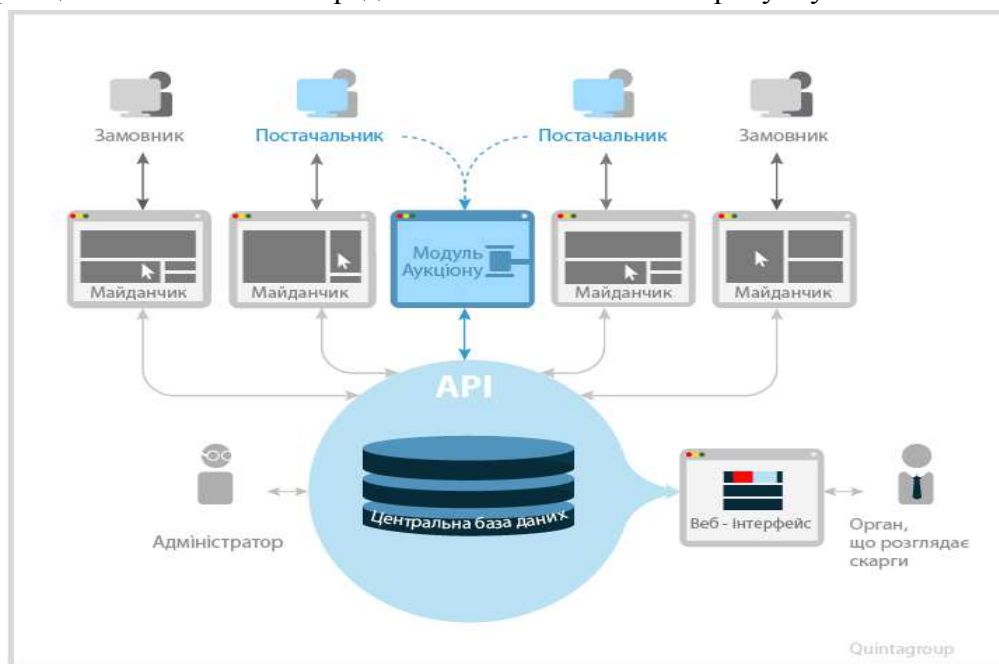 Замовник
Постачальник
Постачальник
Замовник
Майданчик
Майданчик
Модуль
Аукціону
Майданчик
Майданчик
API
Центральна база даних
Адміністратор
Веб - інтерфейс
Орган,
що розглядає
скарги
Quintagroup